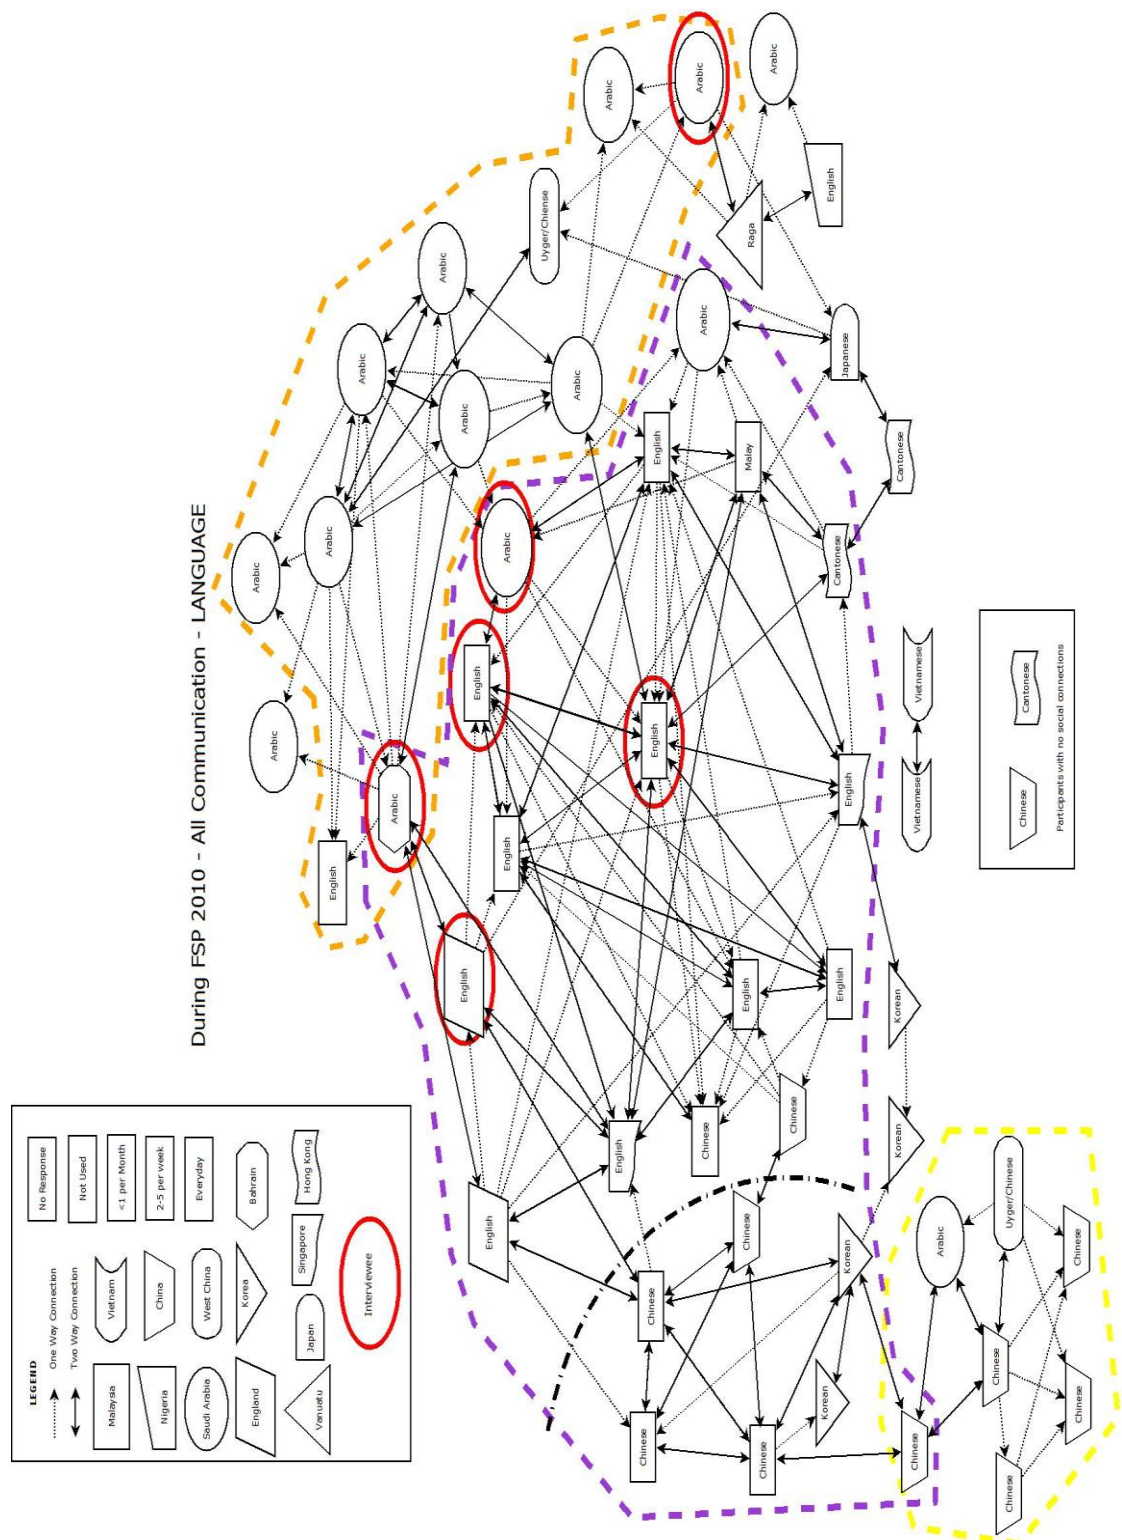 During FSP 2010 - All Communication - LANGUAGE
LEGEND
One Way Connection
Two Way Connection
No Response
Not Used
<1 per Month
2-5 per week
Everyday
Malaysia
Vietnam
Nigeria
China
Saudi Arabia
West China
England
Korea
Bahrain
Vanuatu
Japan
Singapore
Hong Kong
Interviewee
Arabic
Arabic
Arabic
English
Arabic
Arabic
Arabic
Arabic
English
English
English
Arabic
English
Uyger/Chiense
Arabic
Arabic
English
Chinese
Chinese
English
English
Arabic
Arabic
Chinese
English
Chinese
Malay
Raga
Chinese
Arabic
Chinese
English
Korean
Cantonese
English
Japanese
Korean
English
Korean
Korean
Cantonese
Chinese
Vietnamese
Vietnamese
Arabic
Chinese
Uyger/Chinese
Chinese
Chinese
Chinese
Chinese
Cantonese
Participants with no social connections